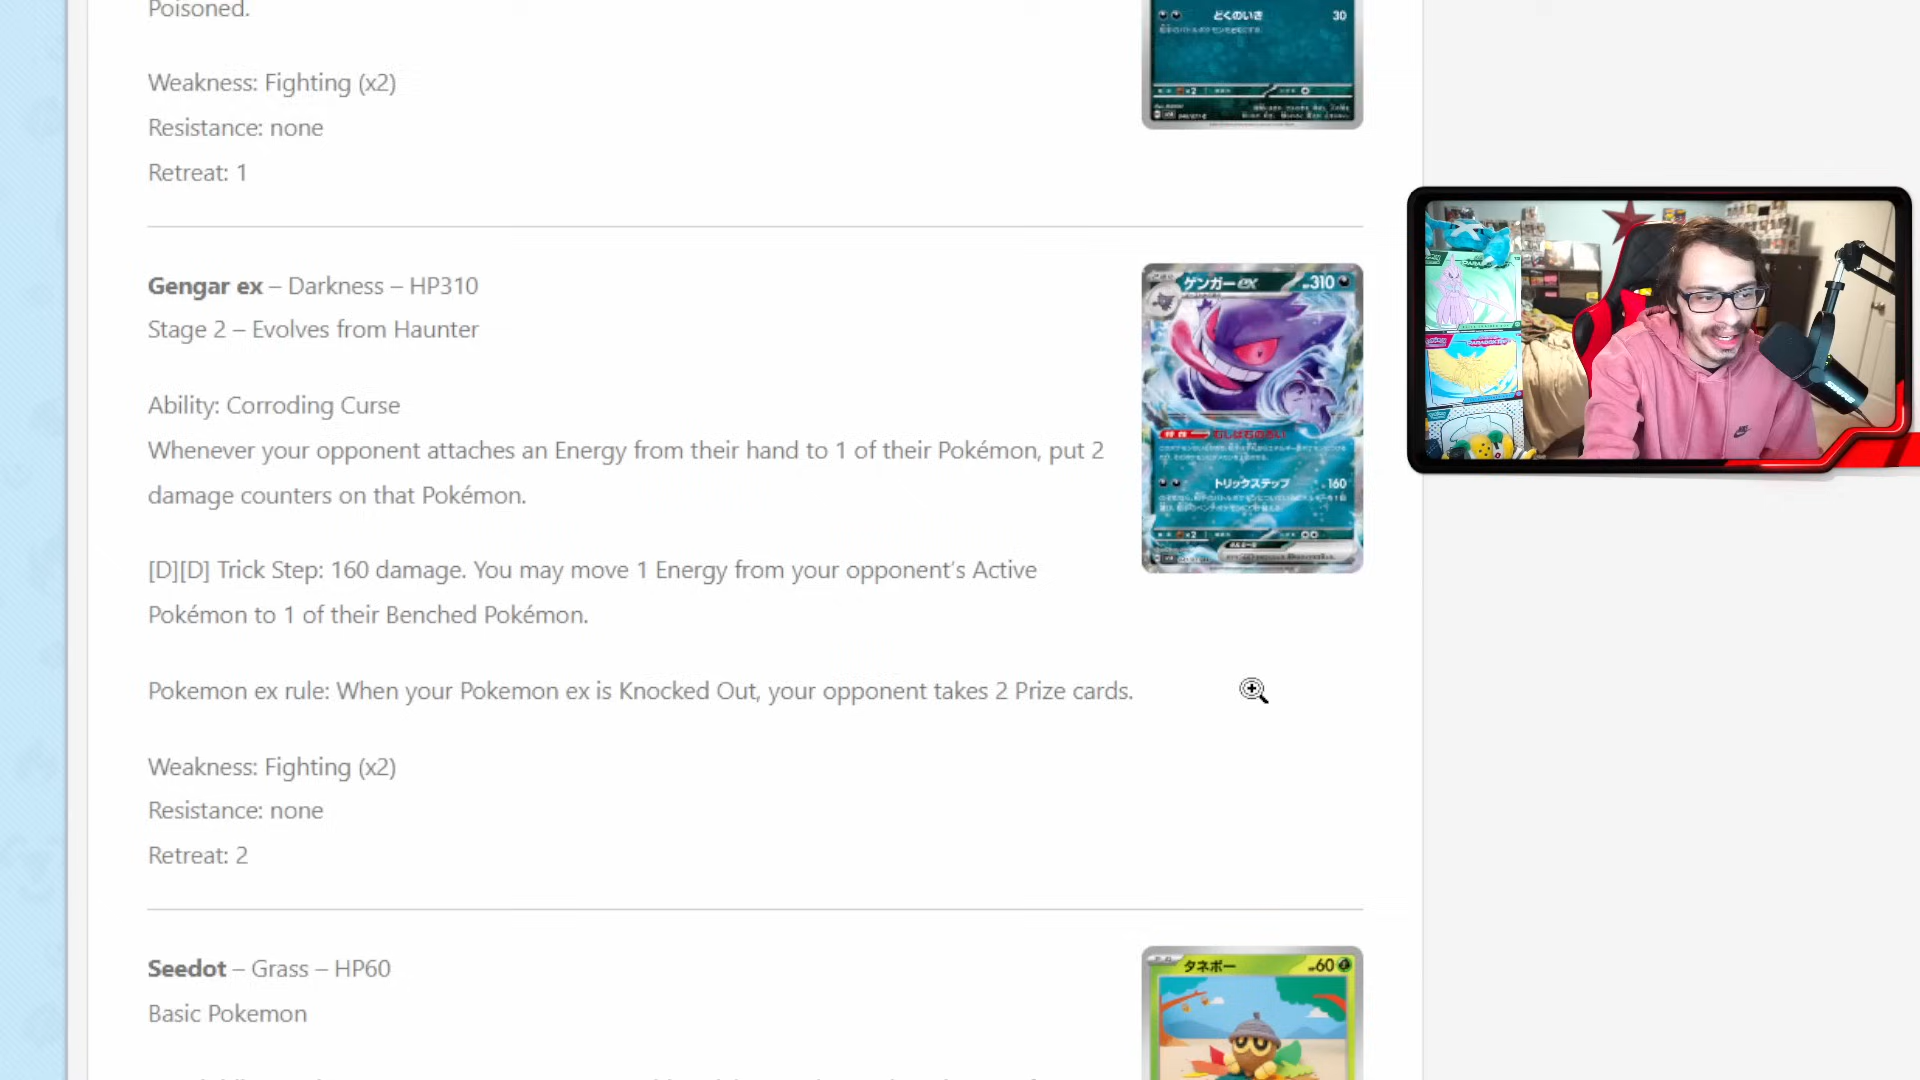 Poisoned.
どくのいき 30
Weakness: Fighting (x2)
Resistance: none
Retreat: 1
Gengar ex – Darkness – HP310
Stage 2 – Evolves from Haunter
ゲンガーex 310
Ability: Corroding Curse
Whenever your opponent attaches an Energy from their hand to 1 of their Pokémon, put 2
damage counters on that Pokémon.
トリックステップ 160
[D][D] Trick Step: 160 damage. You may move 1 Energy from your opponent’s Active
Pokémon to 1 of their Benched Pokémon.
Pokemon ex rule: When your Pokemon ex is Knocked Out, your opponent takes 2 Prize cards.
Weakness: Fighting (x2)
Resistance: none
Retreat: 2
Seedot – Grass – HP60
Basic Pokemon
タネボー 60